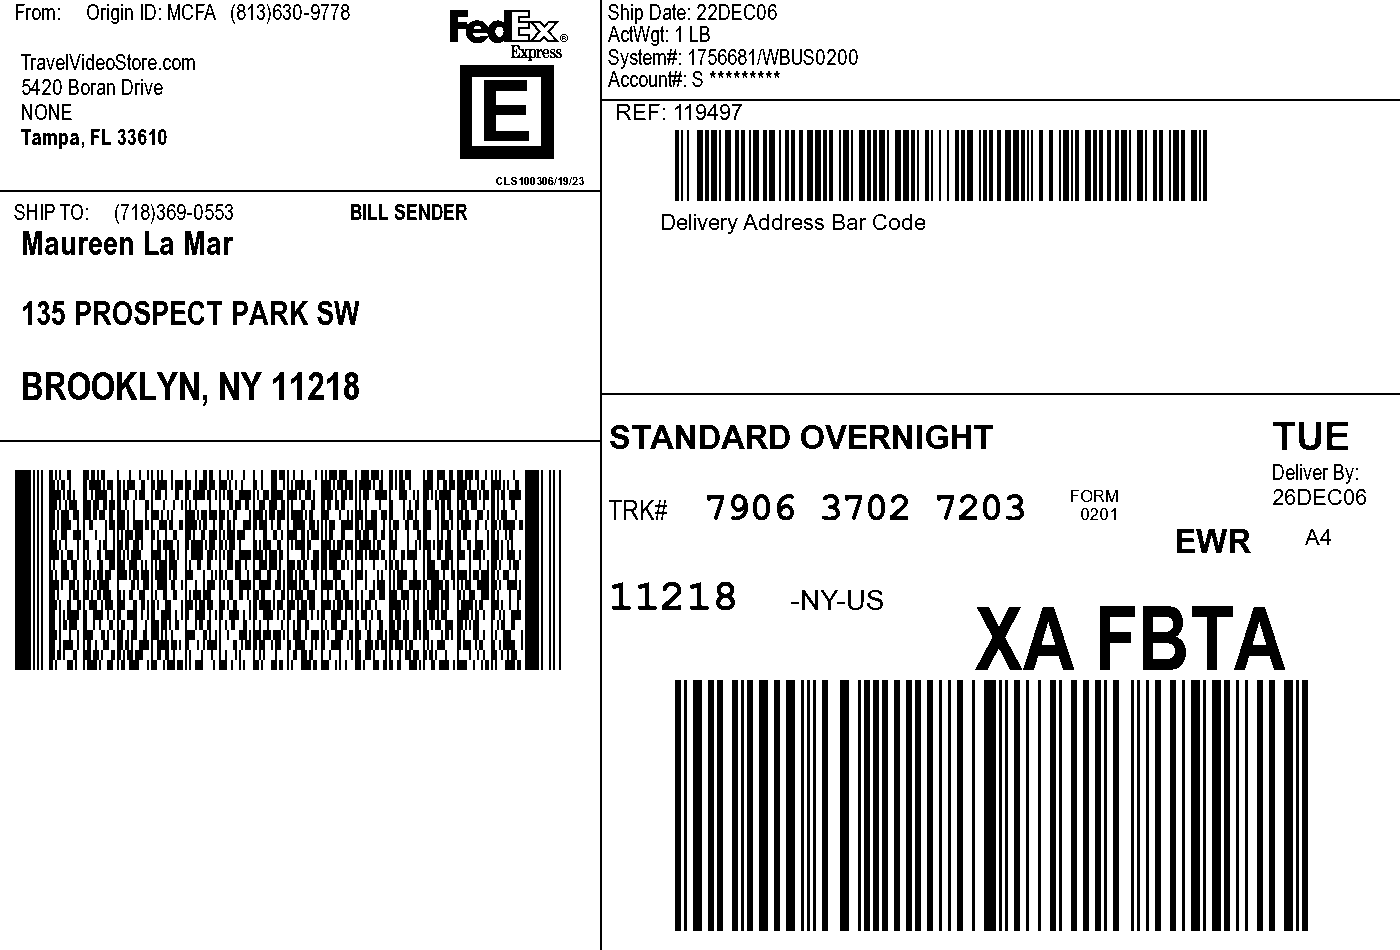 From: Origin ID: MCFA (813)630-9778
TravelVideoStore.com
5420 Boran Drive
NONE
Tampa, FL 33610
FedEx®
Express
E
CLS100306/19/23
SHIP TO: (718)369-0553 BILL SENDER
Maureen La Mar
135 PROSPECT PARK SW
BROOKLYN, NY 11218
Ship Date: 22DEC06
ActWgt: 1 LB
System#: 1756681/WBUS0200
Account#: S *********
REF: 119497
Delivery Address Bar Code
STANDARD OVERNIGHT
TUE
Deliver By:
26DEC06
TRK# 7906 3702 7203 FORM
0201
EWR A4
11218 -NY-US
XA FBTA